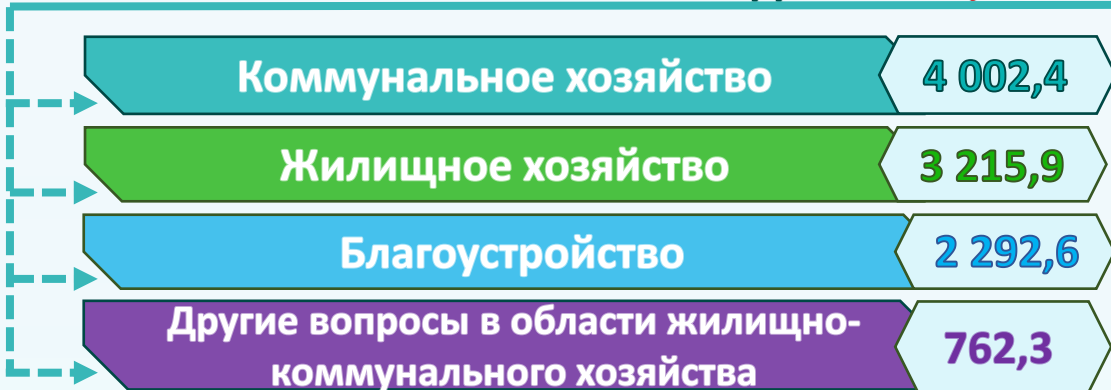 Коммунальное хозяйство 4 002,4
Жилищное хозяйство 3 215,9
Благоустройство 2 292,6
Другие вопросы в области жилищно-
коммунального хозяйства 762,3